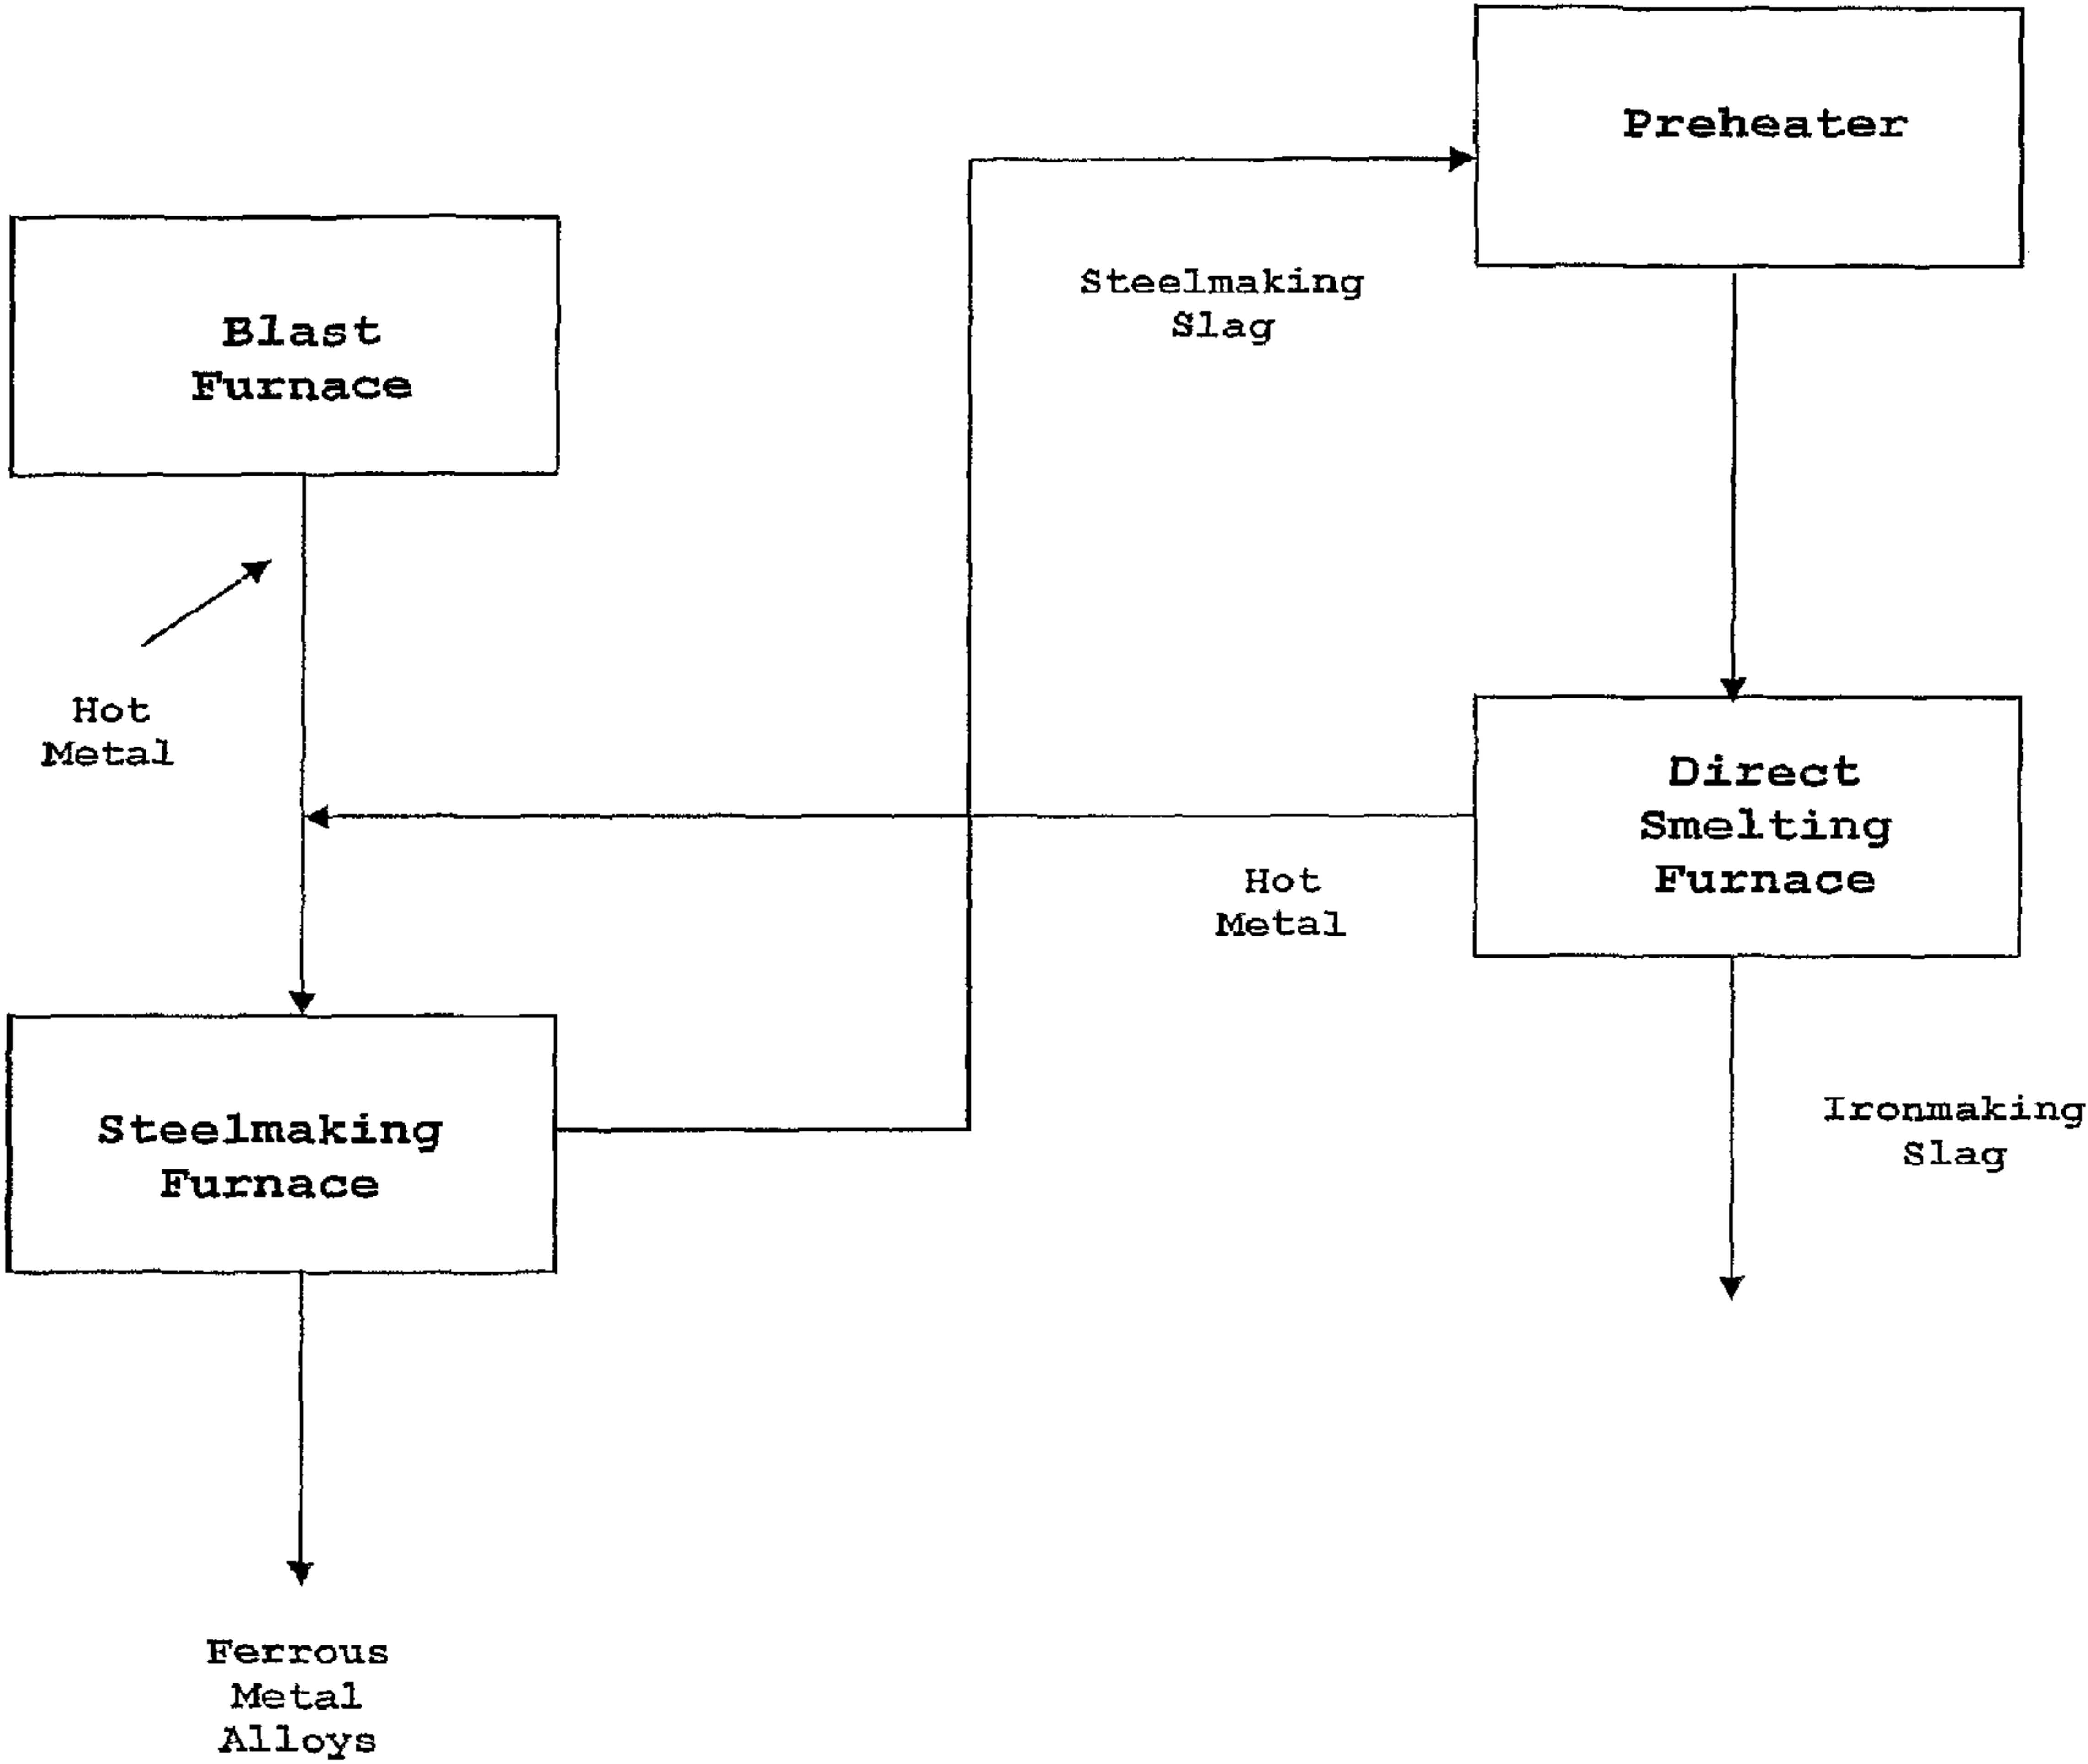 Preheater
Steelmaking
Slag
Blast
Furnace
Hot
Metal
Direct
Smelting
Furnace
Hot
Metal
Steelmaking
Furnace
Ironmaking
Slag
Ferrous
Metal
Alloys